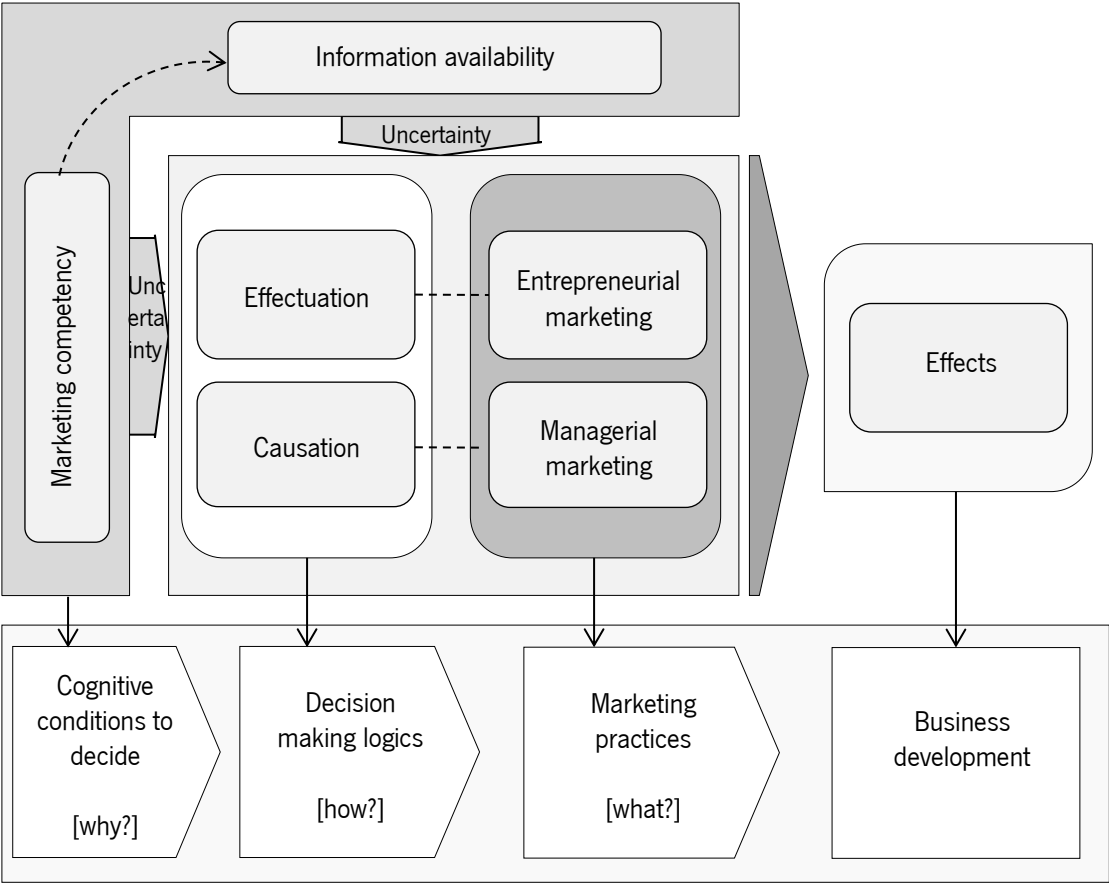 Information availability
Uncertainty
Marketing competency
Unc
erta
inty
Effectuation
Entrepreneurial
marketing
Causation
Managerial
marketing
Effects
Cognitive
conditions to
decide
[why?]
Decision
making logics
[how?]
Marketing
practices
[what?]
Business
development